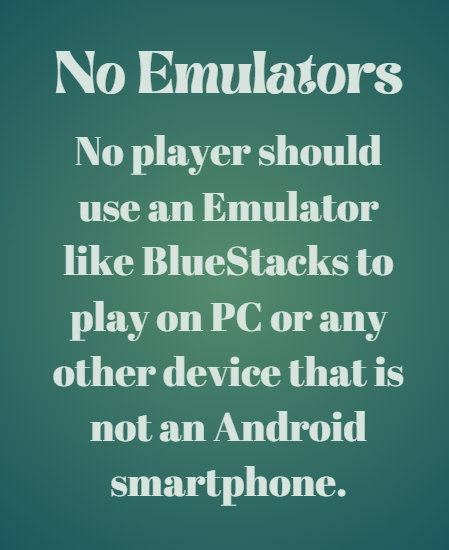 No Emulators
No player should
use an Emulator
like BlueStacks to
play on PC or any
other device that is
not an Android
smartphone.